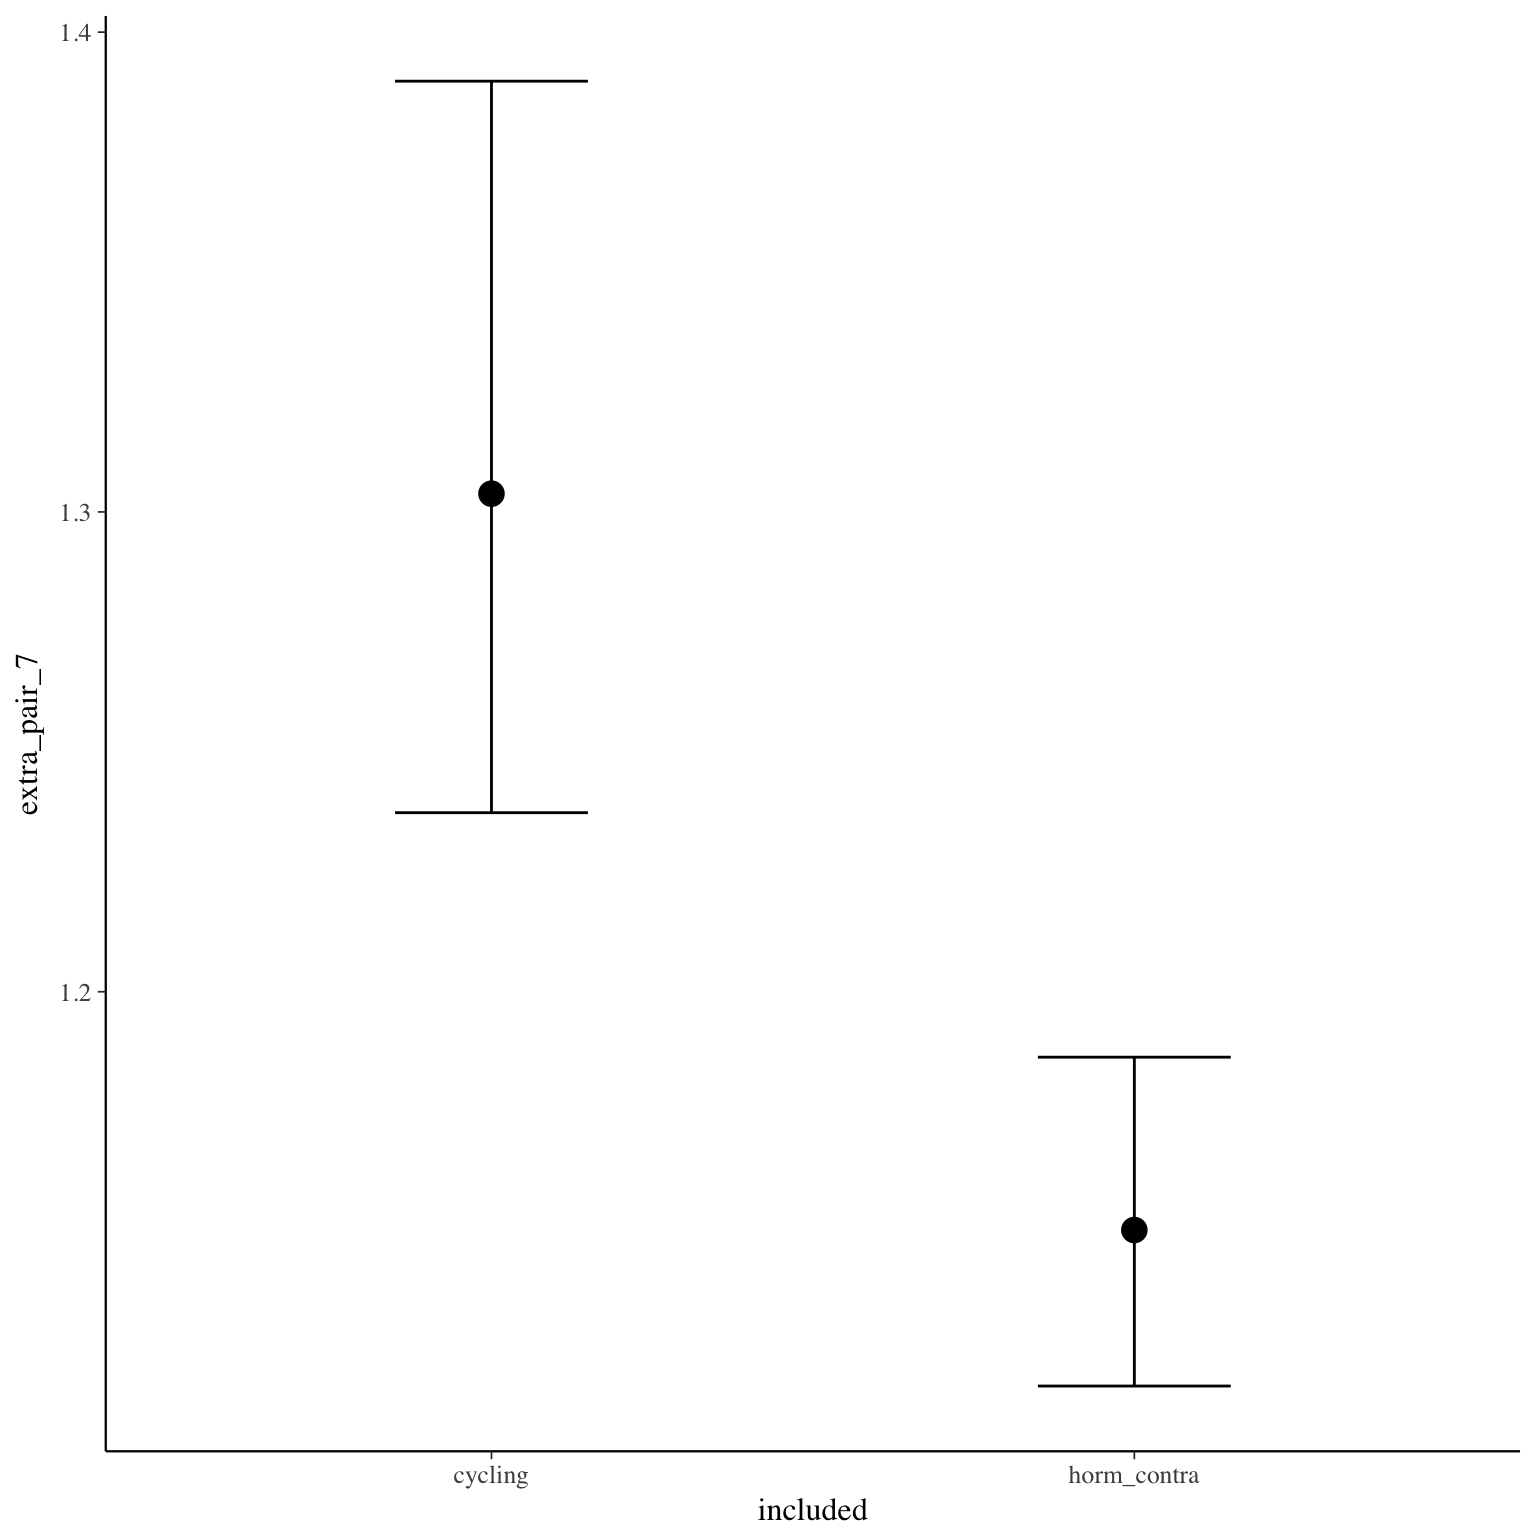 1.4
1.3
1.2
extra_pair_7
cycling
horm_contra
included